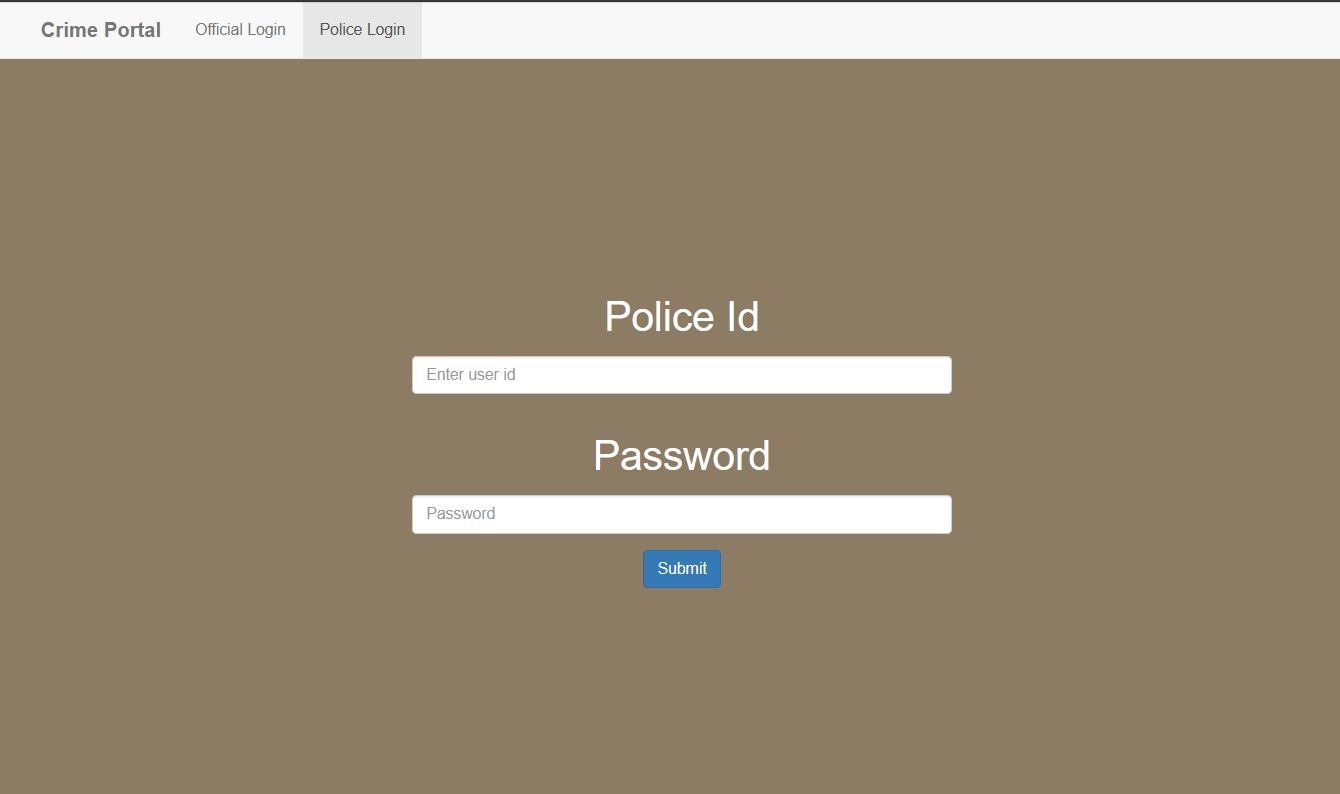 Crime Portal Official Login Police Login
Police Id
Enter user id
Password
Password
Submit